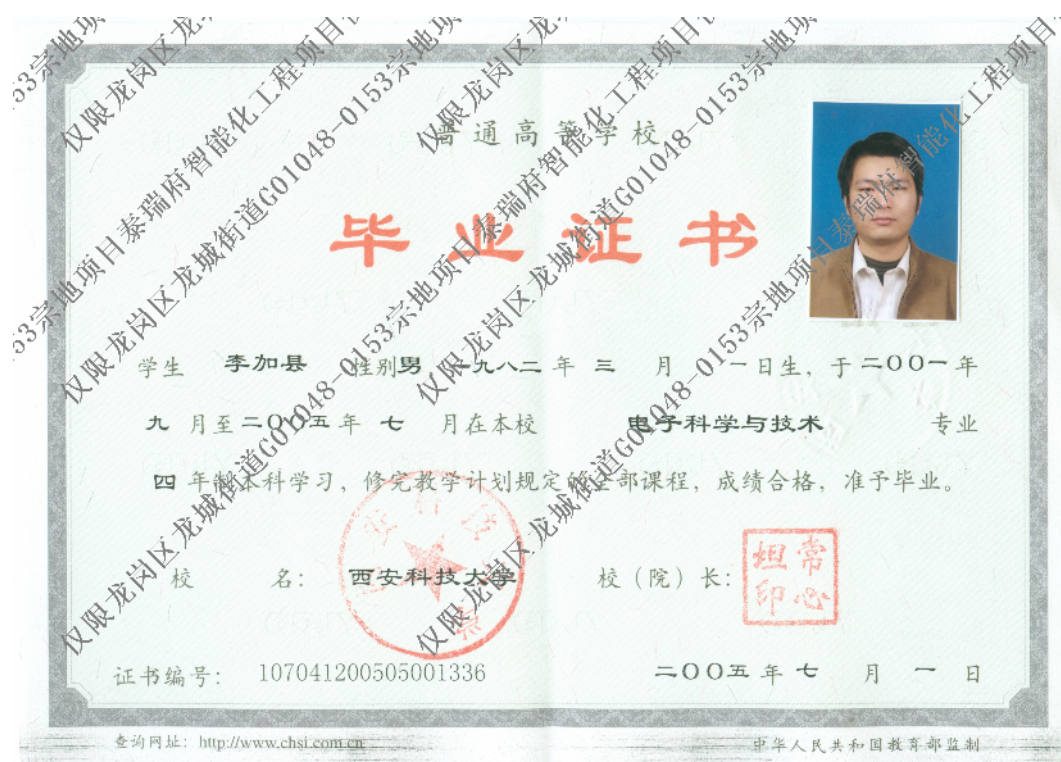 普通高等学校
毕业证书
学生 李加县 性别男，一九八二年 三 月 一日生，于二〇〇一年
九 月至二〇〇五年 七 月在本校 电子科学与技术 专业
四 年制本科学习，修完教学计划规定的全部课程，成绩合格，准予毕业。
校 名： 西安科技大学 校（院）长：
常心坦印
证书编号： 107041200505001336 二〇〇五年 七 月 一 日
查询网址：http://www.chsi.com.cn 中华人民共和国教育部监制
仅限龙岗区龙城街道G01048-0153宗地项目泰瑞府智能化工程项目